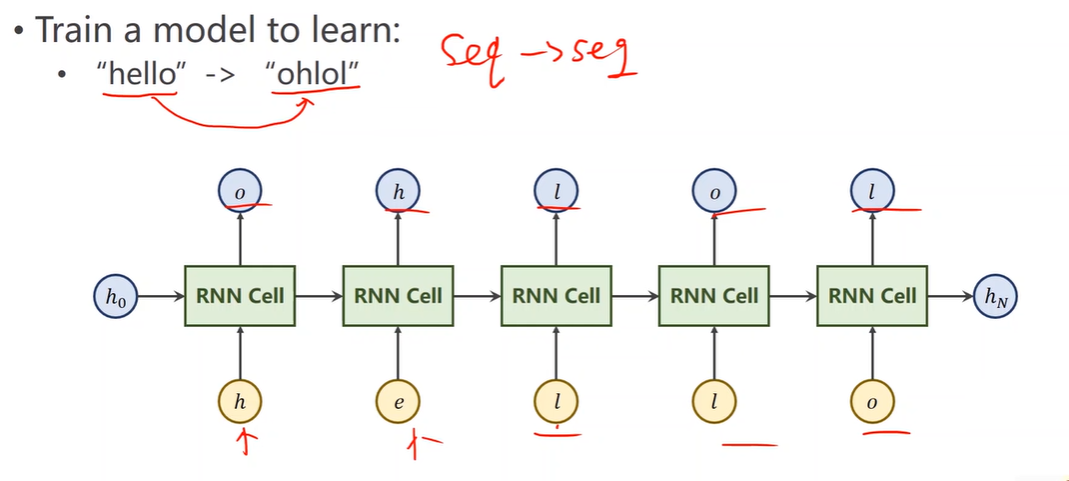 • Train a model to learn:
seq → seq
• “hello” -> “ohlol”
o h l o l
h₀ RNN Cell RNN Cell RNN Cell RNN Cell RNN Cell h_N
h e l l o